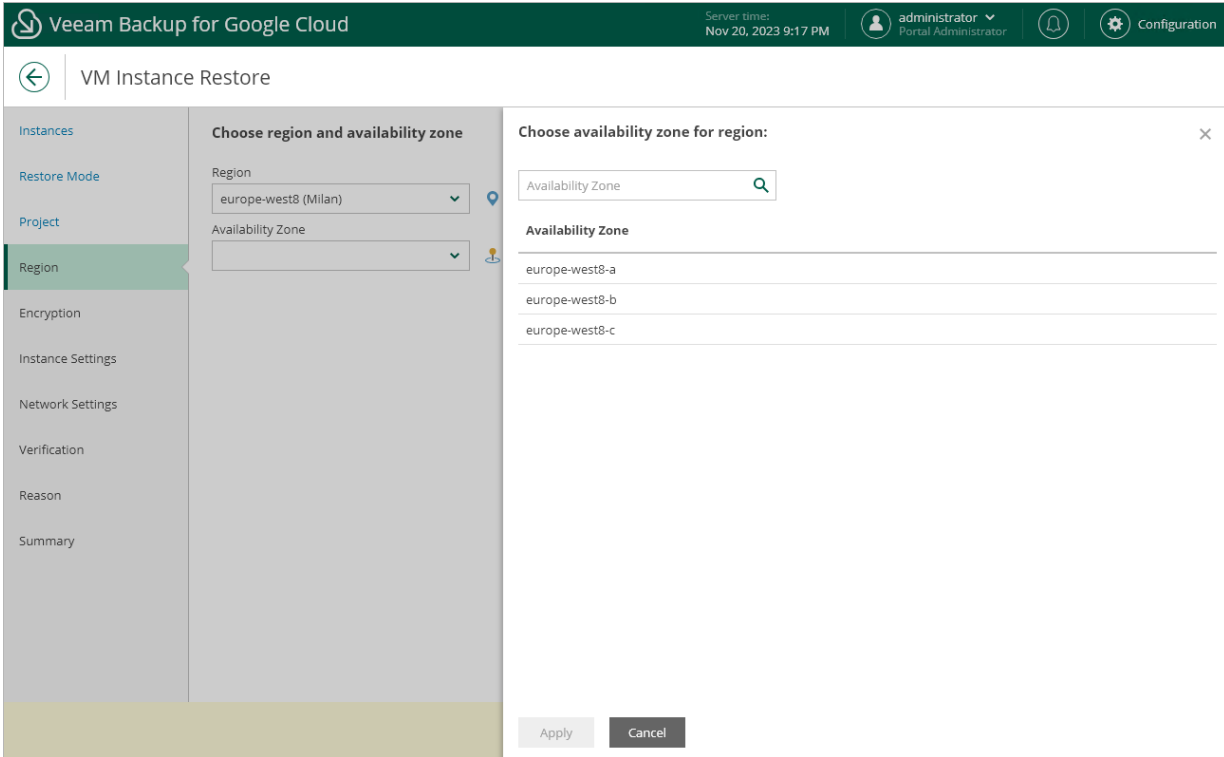 Veeam Backup for Google Cloud
Server time:
Nov 20, 2023 9:17 PM
administrator
Portal Administrator
Configuration
VM Instance Restore
Instances
Restore Mode
Project
Region
Encryption
Instance Settings
Network Settings
Verification
Reason
Summary
Choose region and availability zone
Region
europe-west8 (Milan)
Availability Zone
Choose availability zone for region:
Availability Zone
Availability Zone
europe-west8-a
europe-west8-b
europe-west8-c
Apply
Cancel